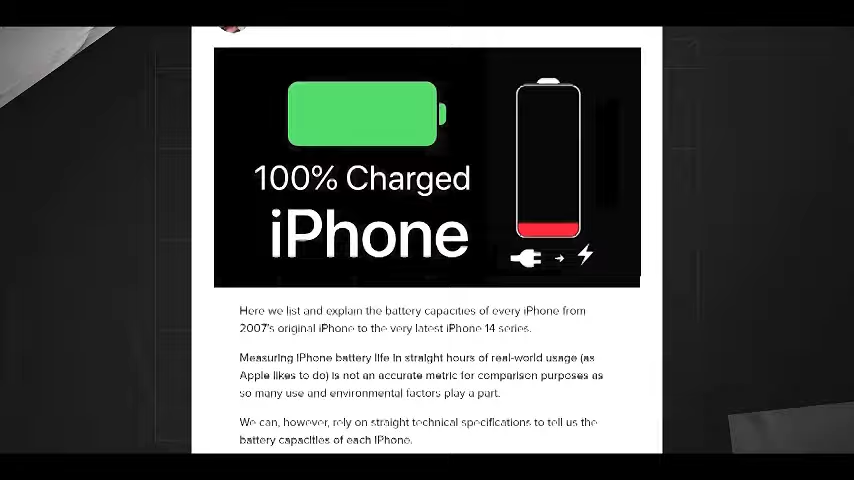 100% Charged
iPhone
Here we list and explain the battery capacities of every iPhone from
2007's original iPhone to the very latest iPhone 14 series.
Measuring iPhone battery life in straight hours of real-world usage (as
Apple likes to do) is not an accurate metric for comparison purposes as
so many use and environmental factors play a part.
We can, however, rely on straight technical specifications to tell us the
battery capacities of each iPhone.